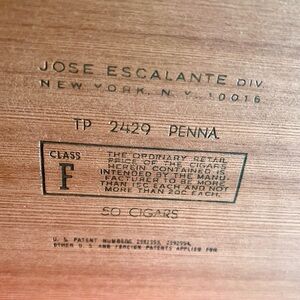 JOSE ESCALANTE DIV.
NEW YORK, N.Y. 10016
TP 2429 PENNA.
CLASS
F
THE ORDINARY RETAIL
PRICE OF THE CIGARS
HEREIN CONTAINED IS
INTENDED BY THE MANU-
FACTURER TO BE MORE
THAN 15¢ EACH AND NOT
MORE THAN 20¢ EACH.
50 CIGARS
U. S. PATENT NUMBERS
OTHER U. S. AND FOREIGN PATENTS APPLIED FOR